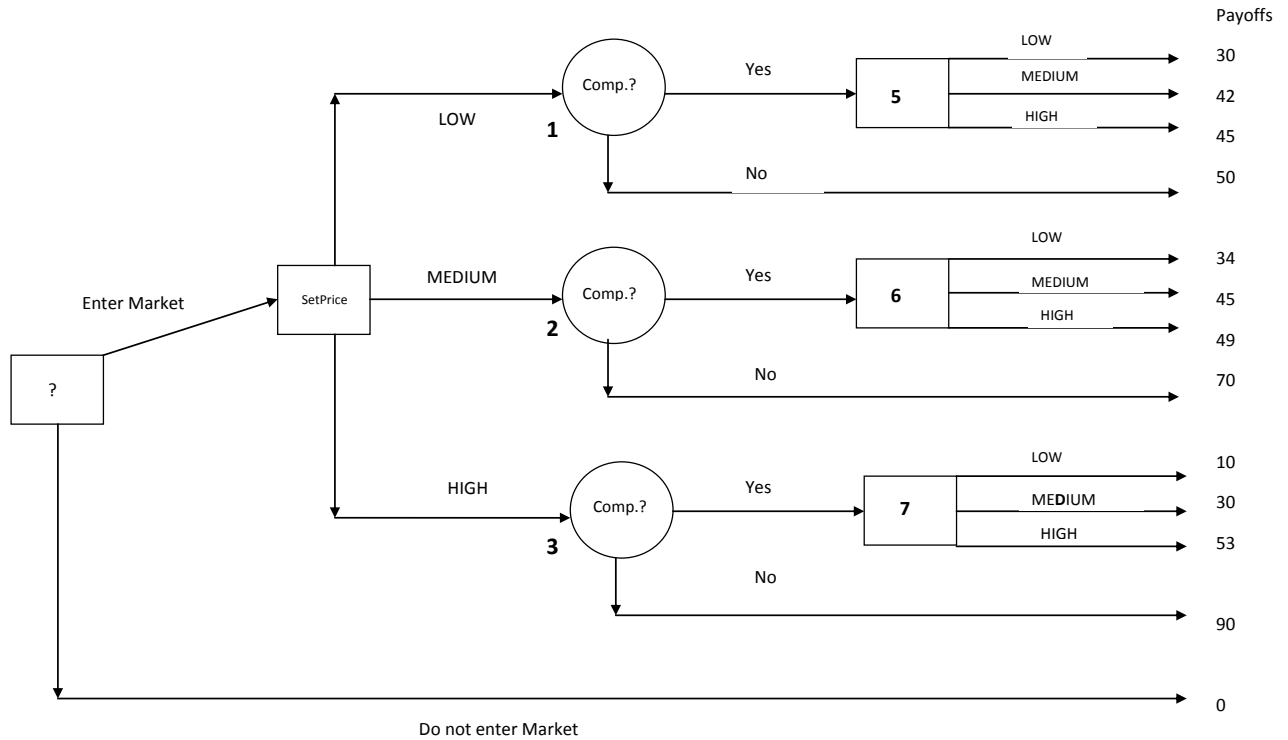 Payoffs
LOW
30
Yes
MEDIUM
Comp.?
5
42
HIGH
LOW
1
45
No
50
LOW
34
MEDIUM
Yes
MEDIUM
Enter Market
SetPrice
Comp.?
6
45
HIGH
2
49
No
70
?
LOW
10
HIGH
Yes
MEDIUM
30
Comp.?
7
HIGH
3
53
No
90
0
Do not enter Market